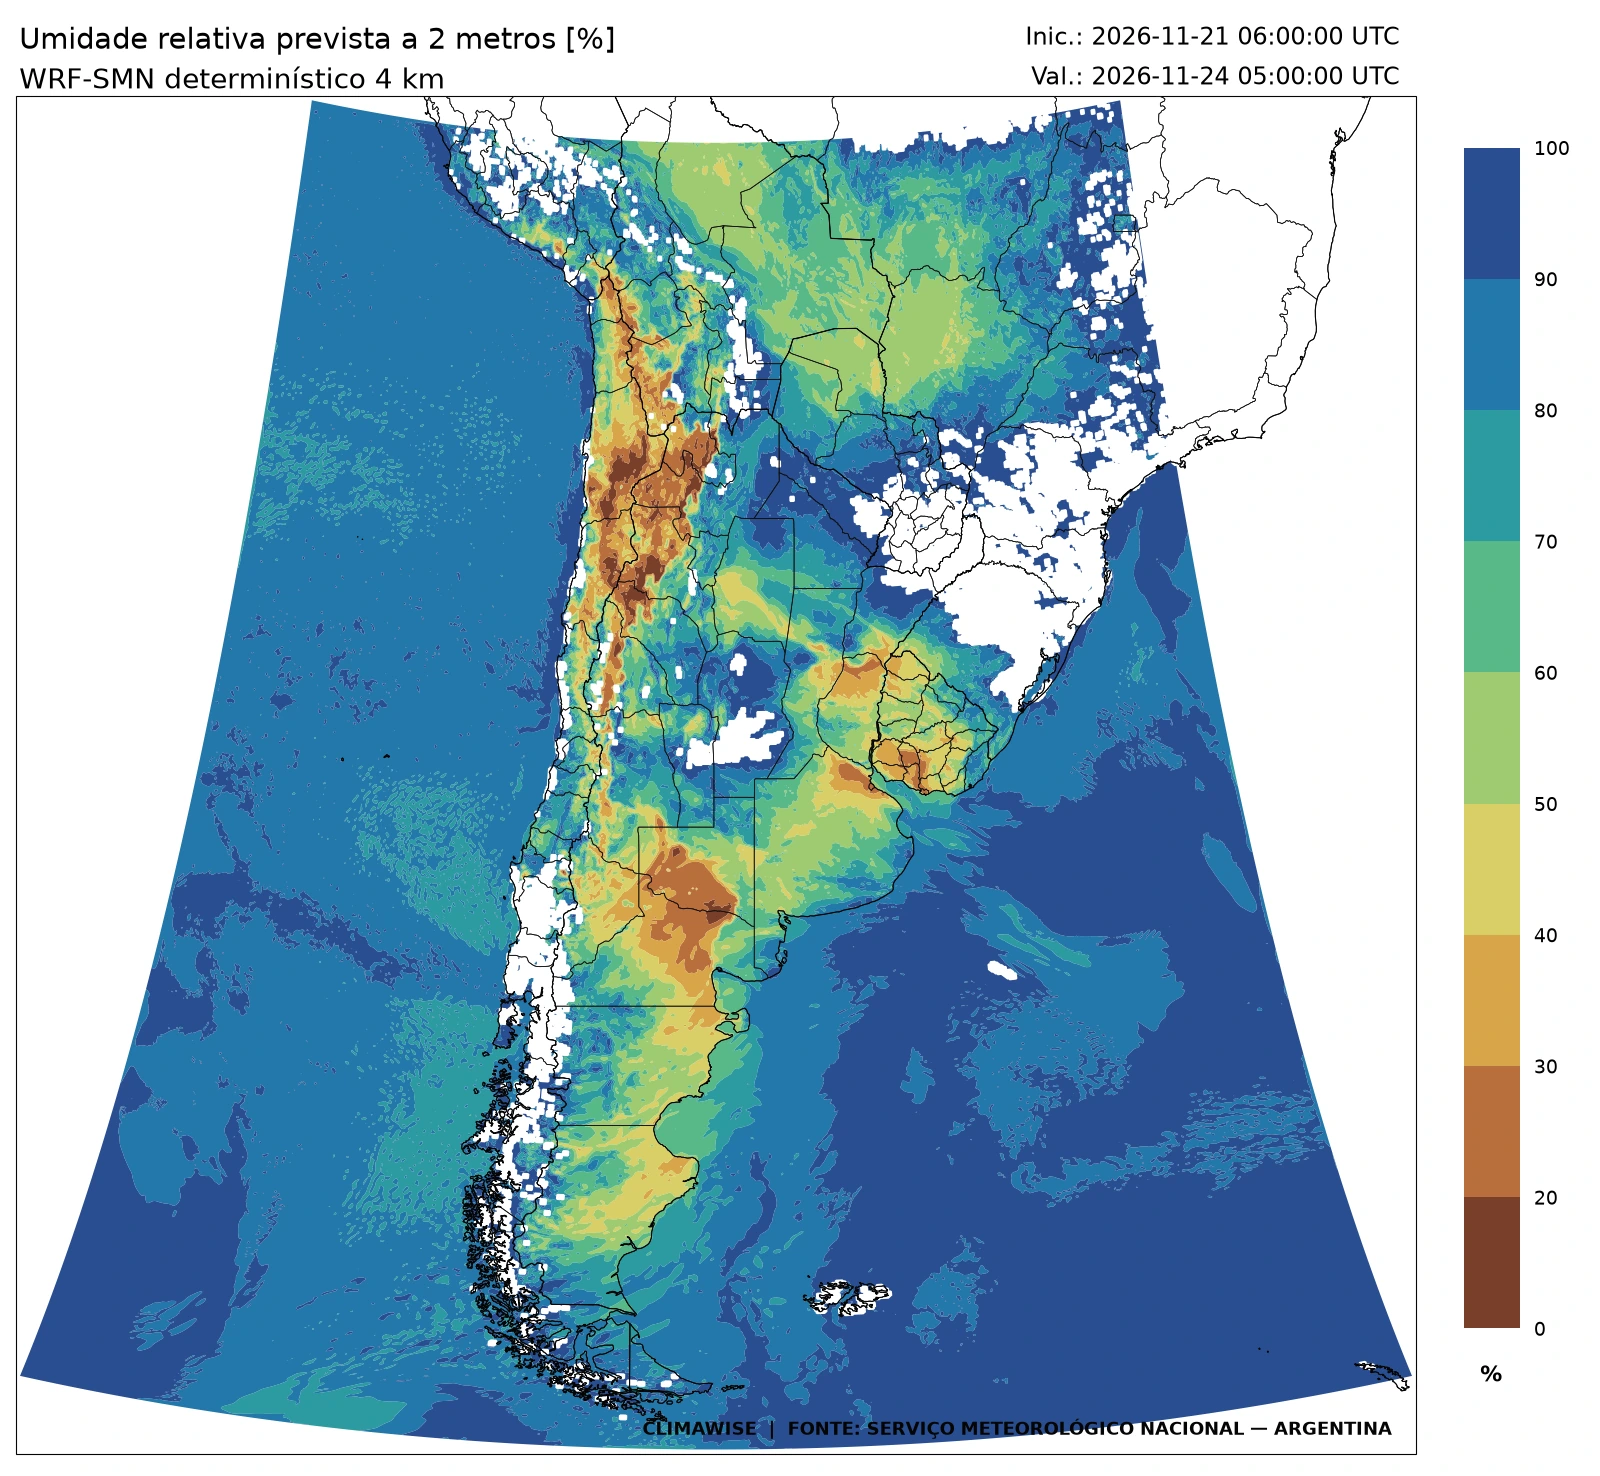 Umidade relativa prevista a 2 metros [%]
Inic.: 2026-11-21 06:00:00 UTC
WRF-SMN determinístico 4 km
Val.: 2026-11-24 05:00:00 UTC
100
90
80
70
60
50
40
30
20
0
%
CLIMAWISE | FONTE: SERVIÇO METEOROLÓGICO NACIONAL — ARGENTINA